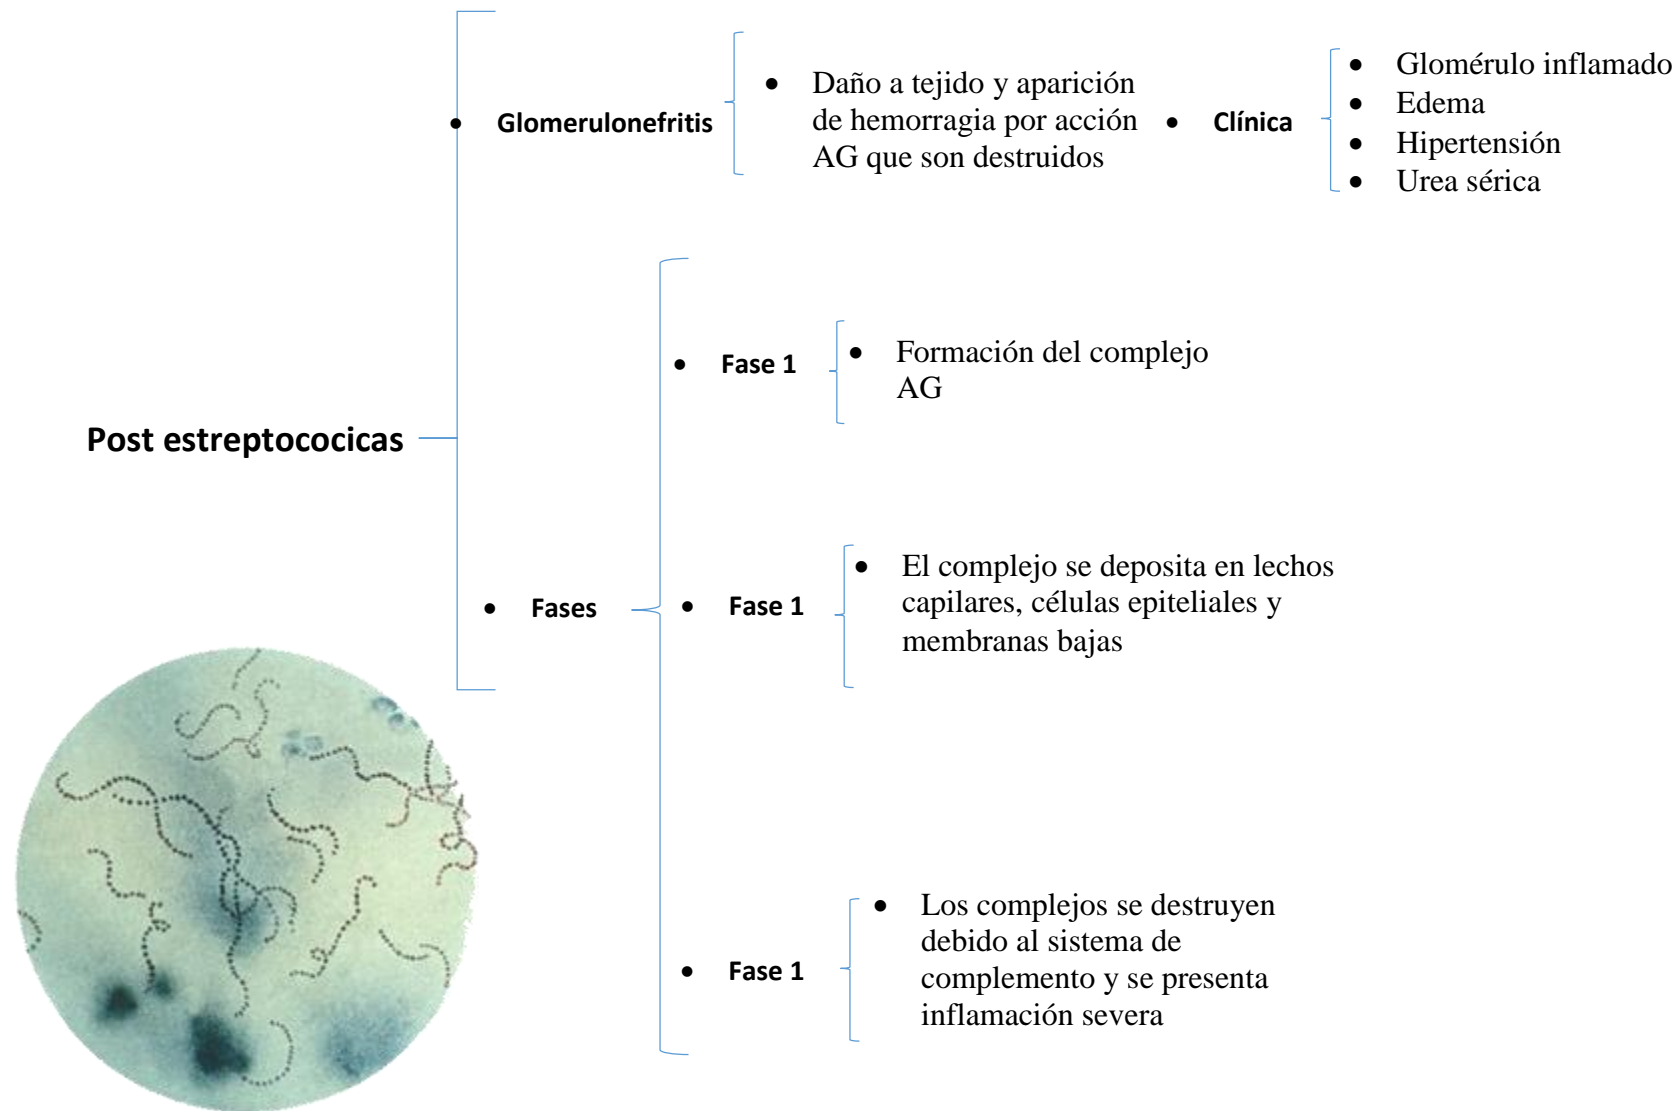 Post estreptococicas
Glomerulonefritis
Daño a tejido y aparición
de hemorragia por acción
AG que son destruidos
Clínica
Glomérulo inflamado
Edema
Hipertensión
Urea sérica
Fases
Fase 1
Formación del complejo
AG
Fase 1
El complejo se deposita en lechos
capilares, células epiteliales y
membranas bajas
Fase 1
Los complejos se destruyen
debido al sistema de
complemento y se presenta
inflamación severa